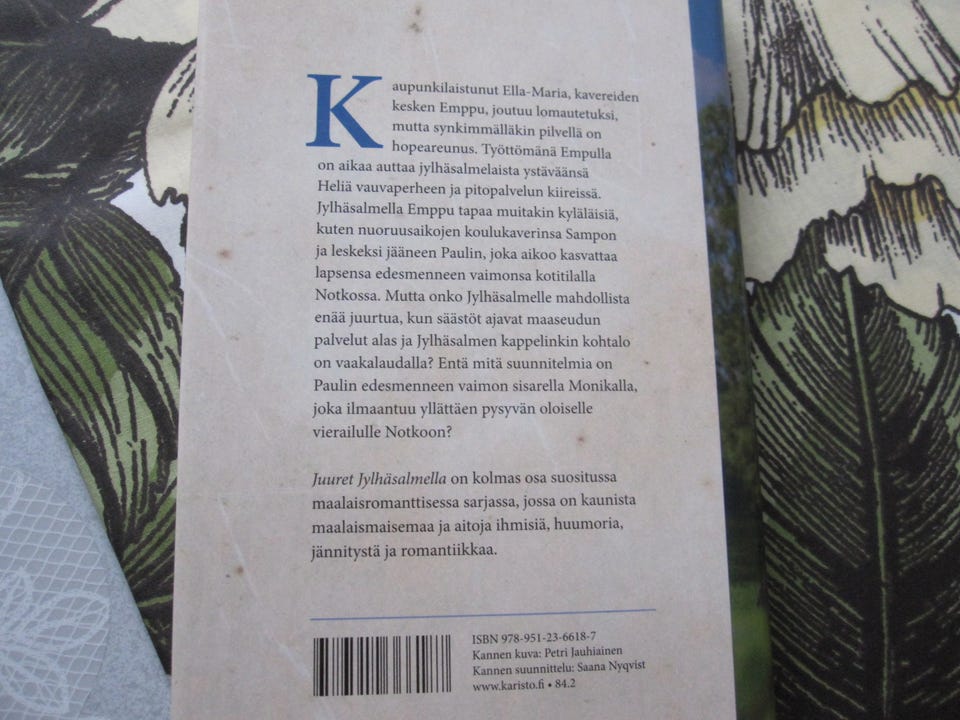 Kaupunkilaistunut Ella-Maria, kavereiden
kesken Emppu, joutuu lomautetuksi,
mutta synkimmälläkin pilvellä on
hopeareunus. Työttömänä Empulla
on aikaa auttaa jylhäsalmelaista ystäväänsä
Heliä vauvaperheen ja pitopalvelun kiireissä.
Jylhäsalmella Emppu tapaa muitakin kyläläisiä,
kuten nuoruusaikojen koulukaverinsa Sampon
ja leskeksi jääneen Paulin, joka aikoo kasvattaa
lapsensa edesmenneen vaimonsa kotitilalla
Notkossa. Mutta onko Jylhäsalmelle mahdollista
enää juurtua, kun säästöt ajavat maaseudun
palvelut alas ja Jylhäsalmen kappelinkin kohtalo
on vaakalaudalla? Entä mitä suunnitelmia on
Paulin edesmenneen vaimon sisarella Monikalla,
joka ilmaantuu yllättäen pysyvän oloiselle
vierailulle Notkoon?
Juuret Jylhäsalmella on kolmas osa suositussa
maalaisromanttisessa sarjassa, jossa on kaunista
maalaismaisemaa ja aitoja ihmisiä, huumoria,
jännitystä ja romantiikkaa.
ISBN 978-951-23-6618-7
Kannen kuva: Petri Jauhiainen
Kannen suunnittelu: Saana Nyqvist
www.karisto.fi • 84.2